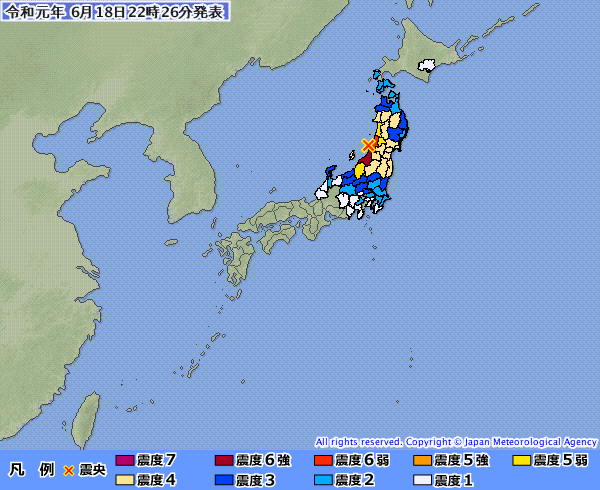 令和元年 6月18日22時26分発表
All rights reserved. Copyright © Japan Meteorological Agency
凡 例 震央 震度7 震度6強 震度6弱 震度5強 震度5弱
震度4 震度3 震度2 震度1